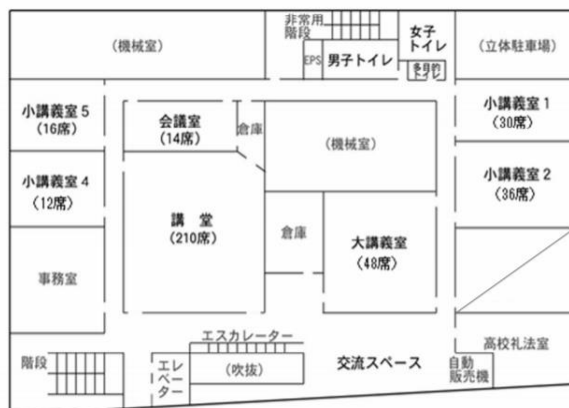 (機械室)
非常用
階段
EPS
男子トイレ
女子
トイレ
多目的
トイレ
(立体駐車場)
小講義室5
(16席)
会議室
(14席)
倉庫
(機械室)
小講義室1
(30席)
小講義室4
(12席)
講 堂
(210席)
倉庫
大講義室
(48席)
小講義室2
(36席)
事務室
階段
エレ
ベー
ター
エスカレーター
(吹抜)
交流スペース
高校礼法室
自動
販売機